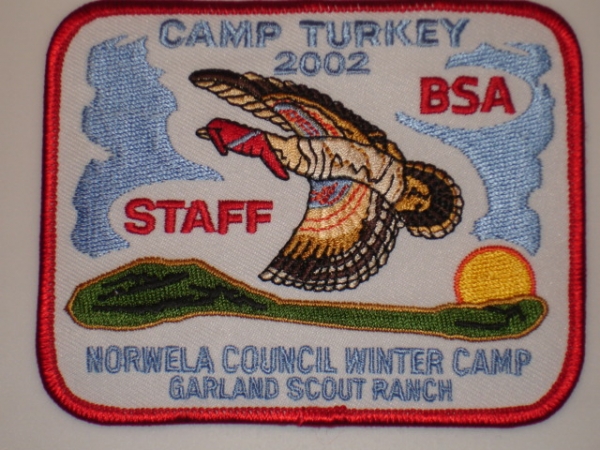 CAMP TURKEY
2002
BSA
STAFF
NORWELA COUNCIL WINTER CAMP
GARLAND SCOUT RANCH